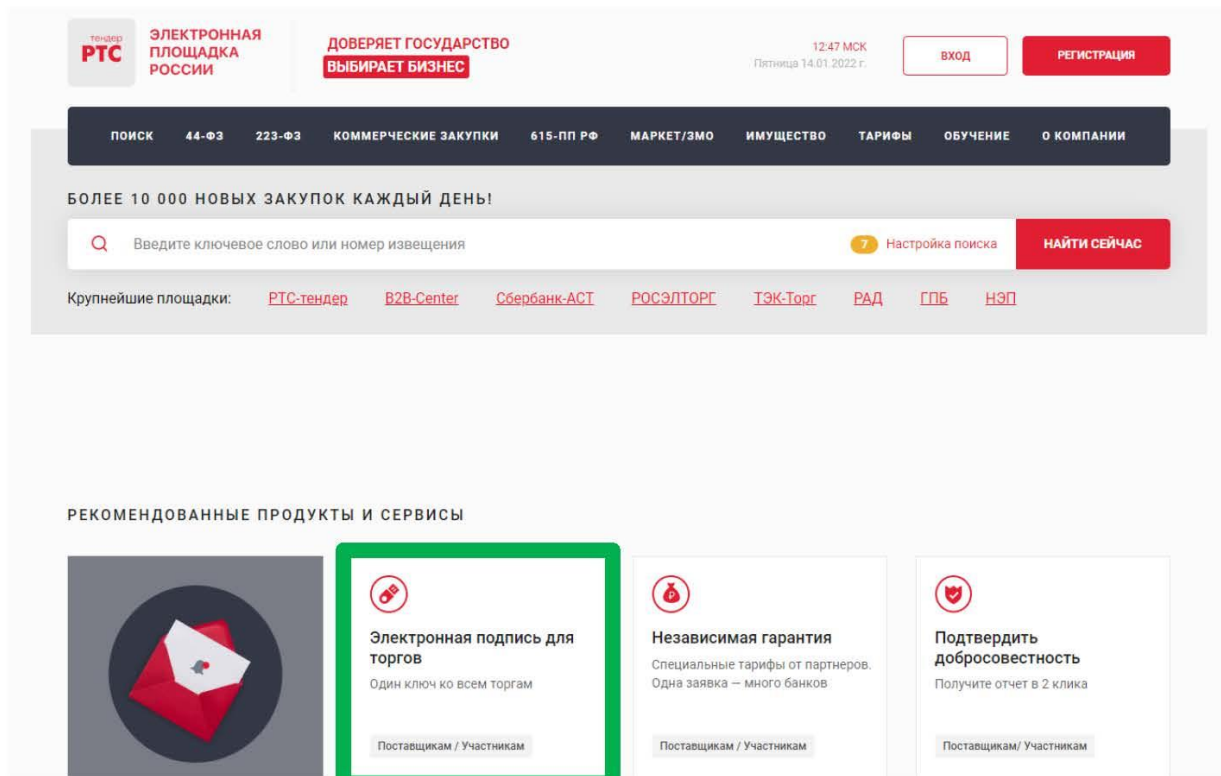 тендер
РТС
ЭЛЕКТРОННАЯ
ПЛОЩАДКА
РОССИИ
ДОВЕРЯЕТ ГОСУДАРСТВО
ВЫБИРАЕТ БИЗНЕС
12:47 МСК
Пятница 14.01.2022 г.
ВХОД
РЕГИСТРАЦИЯ
ПОИСК 44-ФЗ 223-ФЗ КОММЕРЧЕСКИЕ ЗАКУПКИ 615-ПП РФ МАРКЕТ/ЗМО ИМУЩЕСТВО ТАРИФЫ ОБУЧЕНИЕ О КОМПАНИИ
БОЛЕЕ 10 000 НОВЫХ ЗАКУПОК КАЖДЫЙ ДЕНЬ!
Введите ключевое слово или номер извещения 7 Настройка поиска НАЙТИ СЕЙЧАС
Крупнейшие площадки: РТС-тендер B2B-Center Сбербанк-АСТ РОСЭЛТОРГ ТЭК-Торг РАД ГПБ НЭП
РЕКОМЕНДОВАННЫЕ ПРОДУКТЫ И СЕРВИСЫ
Электронная подпись для
торгов
Один ключ ко всем торгам
Поставщикам / Участникам
Независимая гарантия
Специальные тарифы от партнеров.
Одна заявка — много банков
Поставщикам / Участникам
Подтвердить
добросовестность
Получите отчет в 2 клика
Поставщикам/ Участникам